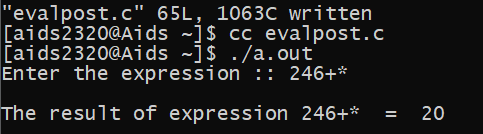 "evalpost.c" 65L, 1063C written
[aids2320@Aids ~]$ cc evalpost.c
[aids2320@Aids ~]$ ./a.out
Enter the expression :: 246+*
The result of expression 246+*  =  20